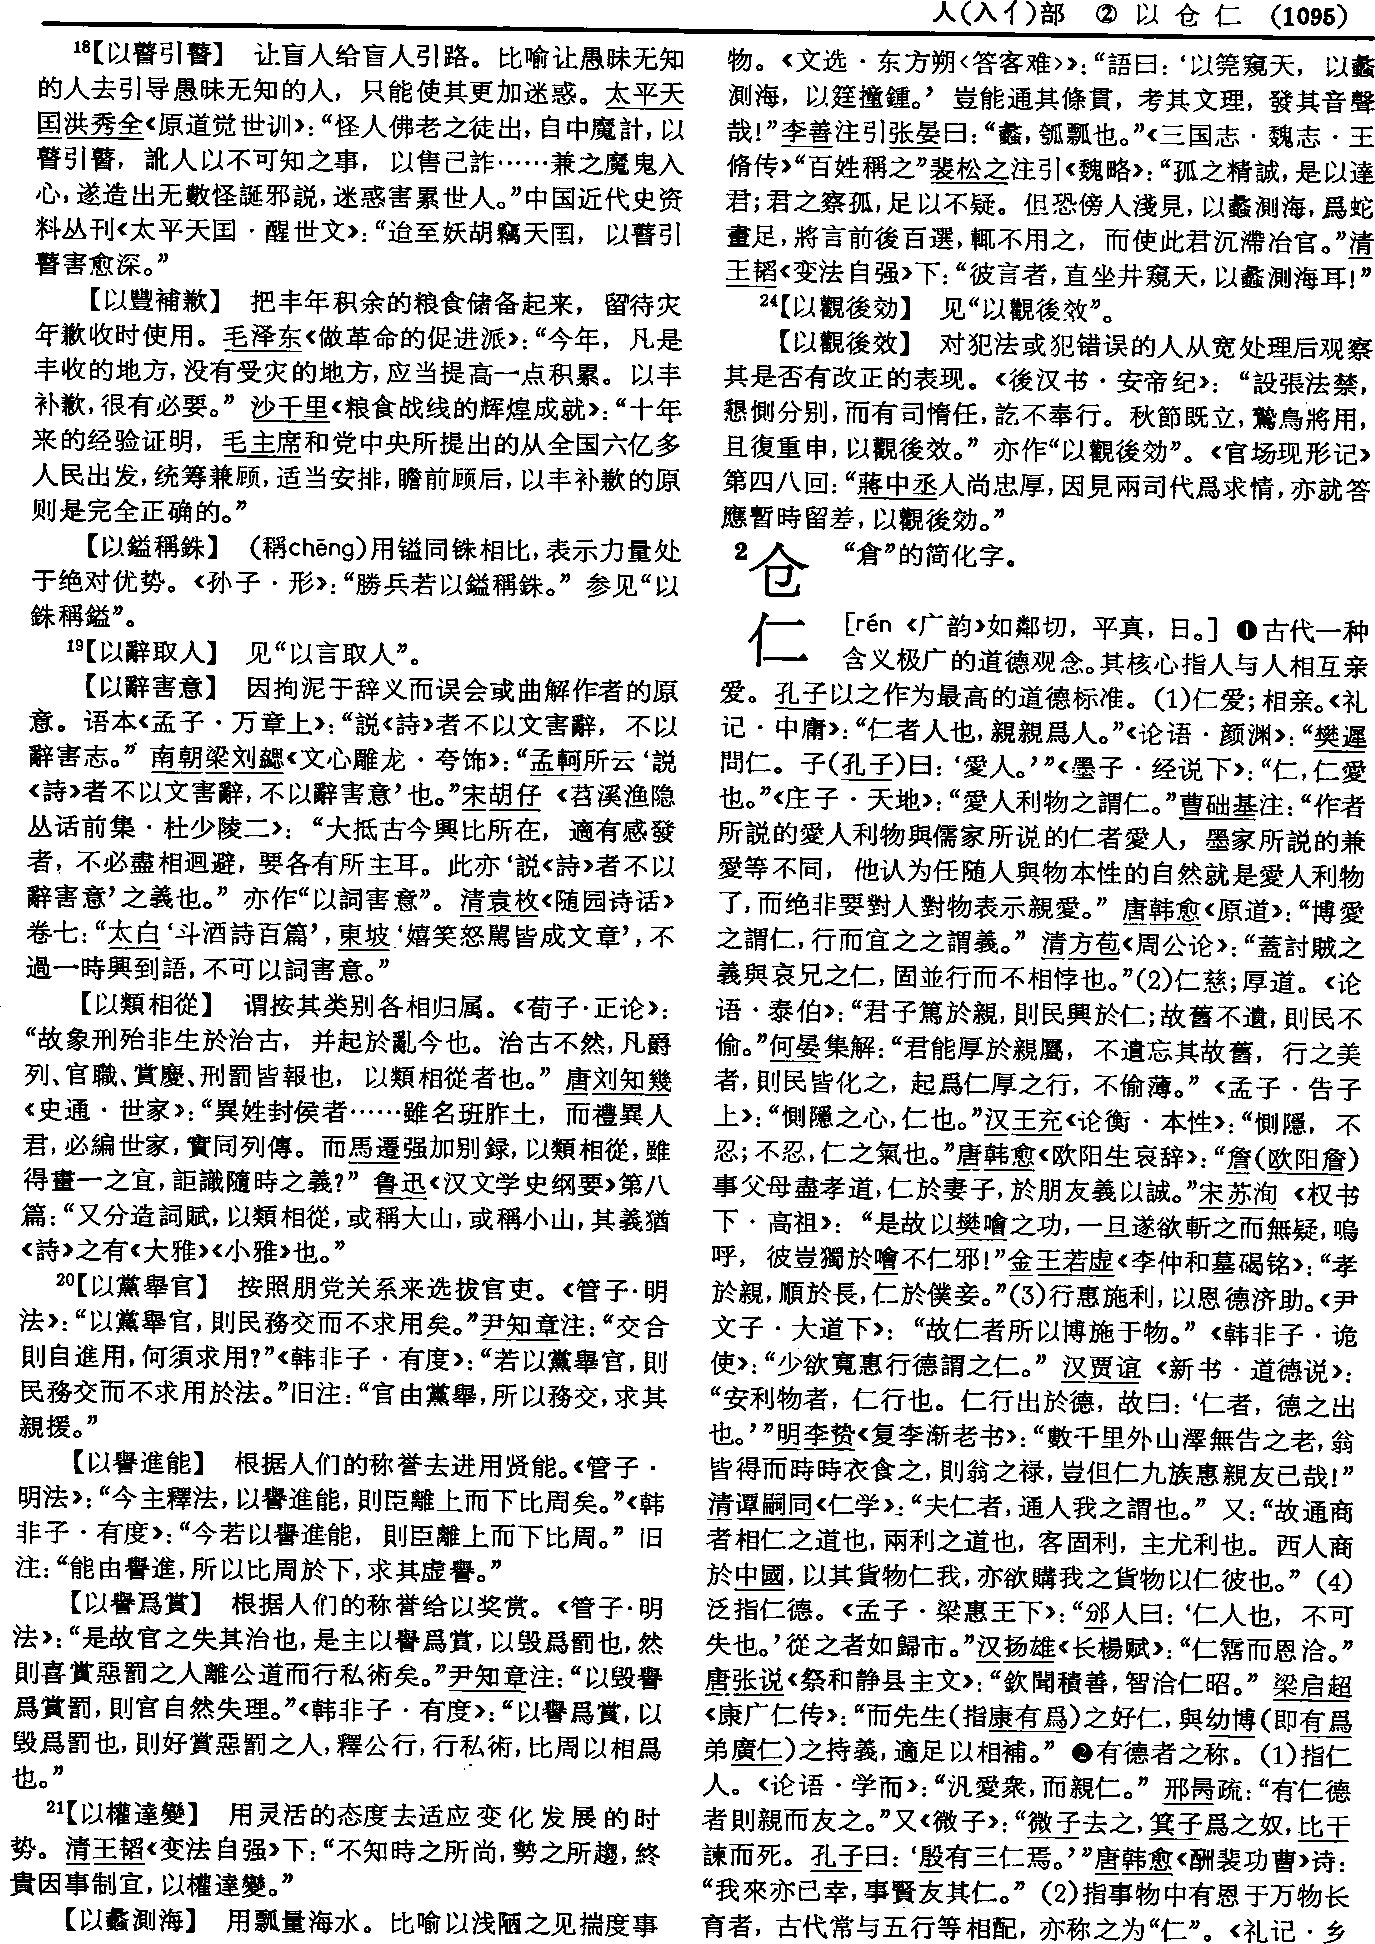 人(入亻)部 ② 以 仓 仁 (1095)
18【以瞽引瞽】 让盲人给盲人引路。比喻让愚昧无知
的人去引导愚昧无知的人，只能使其更加迷惑。太平天
国洪秀全《原道觉世训》：“怪人佛老之徒出，自中魔計，以
瞽引瞽，訛人以不可知之事，以售己詐……兼之魔鬼入
心，遂造出无數怪誕邪説，迷惑害累世人。”中国近代史资
料丛刊《太平天囯·醒世文》：“迨至妖胡竊天囯，以瞽引
瞽害愈深。”
【以豐補歉】 把丰年积余的粮食储备起来，留待灾
年歉收时使用。毛泽东《做革命的促进派》：“今年，凡是
丰收的地方，没有受灾的地方，应当提高一点积累。以丰
补歉，很有必要。” 沙千里《粮食战线的辉煌成就》：“十年
来的经验证明，毛主席和党中央所提出的从全国六亿多
人民出发，统筹兼顾，适当安排，瞻前顾后，以丰补歉的原
则是完全正确的。”
【以鎰稱銖】 (稱chēng)用镒同铢相比，表示力量处
于绝对优势。《孙子·形》：“勝兵若以鎰稱銖。” 参见“以
銖稱鎰”。
19【以辭取人】 见“以言取人”。
【以辭害意】 因拘泥于辞义而误会或曲解作者的原
意。语本《孟子·万章上》：“説《詩》者不以文害辭，不以
辭害志。” 南朝梁刘勰《文心雕龙·夸饰》：“孟軻所云‘説
《詩》者不以文害辭，不以辭害意’也。”宋胡仔《苕溪渔隐
丛话前集·杜少陵二》：“大抵古今興比所在，適有感發
者，不必盡相迴避，要各有所主耳。此亦‘説《詩》者不以
辭害意’之義也。” 亦作“以詞害意”。清袁枚《随园诗话》
卷七：“太白‘斗酒詩百篇’，東坡‘嬉笑怒駡皆成文章’，不
過一時興到語，不可以詞害意。”
【以類相從】 谓按其类别各相归属。《荀子·正论》：
“故象刑殆非生於治古，并起於亂今也。治古不然，凡爵
列、官職、賞慶、刑罰皆報也，以類相從者也。” 唐刘知幾
《史通·世家》：“異姓封侯者……雖名班胙土，而禮異人
君，必編世家，實同列傳。而馬遷强加别録，以類相從，雖
得畫一之宜，詎識隨時之義？” 鲁迅《汉文学史纲要》第八
篇：“又分造詞賦，以類相從，或稱大山，或稱小山，其義猶
《詩》之有《大雅》《小雅》也。”
20【以黨舉官】 按照朋党关系来选拔官吏。《管子·明
法》：“以黨舉官，則民務交而不求用矣。”尹知章注：“交合
則自進用，何須求用？”《韩非子·有度》：“若以黨舉官，則
民務交而不求用於法。”旧注：“官由黨舉，所以務交，求其
親援。”
【以譽進能】 根据人们的称誉去进用贤能。《管子·
明法》：“今主釋法，以譽進能，則臣離上而下比周矣。”《韩
非子·有度》：“今若以譽進能，則臣離上而下比周。” 旧
注：“能由譽進，所以比周於下，求其虚譽。”
【以譽爲賞】 根据人们的称誉给以奖赏。《管子·明
法》：“是故官之失其治也，是主以譽爲賞，以毁爲罰也，然
則喜賞惡罰之人離公道而行私術矣。”尹知章注：“以毁譽
爲賞罰，則官自然失理。”《韩非子·有度》：“以譽爲賞，以
毁爲罰也，則好賞惡罰之人，釋公行，行私術，比周以相爲
也。”
21【以權達變】 用灵活的态度去适应变化发展的时
势。清王韬《变法自强》下：“不知時之所尚，勢之所趨，終
貴因事制宜，以權達變。”
【以蠡測海】 用瓢量海水。比喻以浅陋之见揣度事
物。《文选·东方朔〈答客难〉》：“語曰：‘以筦窺天，以蠡
測海，以筳撞鍾。’ 豈能通其條貫，考其文理，發其音聲
哉！”李善注引张晏曰：“蠡，瓠瓢也。”《三国志·魏志·王
脩传》“百姓稱之”裴松之注引《魏略》：“孤之精誠，是以達
君；君之察孤，足以不疑。但恐傍人淺見，以蠡測海，爲蛇
畫足，將言前後百選，輒不用之，而使此君沉滯冶官。”清
王韬《变法自强》下：“彼言者，直坐井窺天，以蠡測海耳！”
24【以觀後効】 见“以觀後效”。
【以觀後效】 对犯法或犯错误的人从宽处理后观察
其是否有改正的表现。《後汉书·安帝纪》：“設張法禁，
懇惻分别，而有司惰任，訖不奉行。秋節既立，鷙鳥將用，
且復重申，以觀後效。” 亦作“以觀後効”。《官场现形记》
第四八回：“蔣中丞人尚忠厚，因見兩司代爲求情，亦就答
應暫時留差，以觀後効。”
2仓 “倉”的简化字。
仁 [rén 《广韵》如鄰切，平真，日。] ❶古代一种
含义极广的道德观念。其核心指人与人相互亲
爱。孔子以之作为最高的道德标准。(1)仁爱；相亲。《礼
记·中庸》：“仁者人也，親親爲大。”《论语·颜渊》：“樊遲
問仁。子(孔子)曰：‘愛人。’”《墨子·经说下》：“仁，仁愛
也。”《庄子·天地》：“愛人利物之謂仁。”曹础基注：“作者
所説的愛人利物與儒家所说的仁者愛人，墨家所説的兼
愛等不同，他认为任随人與物本性的自然就是愛人利物
了，而绝非要對人對物表示親愛。” 唐韩愈《原道》：“博愛
之謂仁，行而宜之之謂義。” 清方苞《周公论》：“蓋討賊之
義與哀兄之仁，固並行而不相悖也。”(2)仁慈；厚道。《论
语·泰伯》：“君子篤於親，則民興於仁；故舊不遺，則民不
偷。”何晏集解：“君能厚於親屬，不遺忘其故舊，行之美
者，則民皆化之，起爲仁厚之行，不偷薄。” 《孟子·告子
上》：“惻隱之心，仁也。”汉王充《论衡·本性》：“惻隱，不
忍；不忍，仁之氣也。”唐韩愈《欧阳生哀辞》：“詹(欧阳詹)
事父母盡孝道，仁於妻子，於朋友義以誠。”宋苏洵《权书
下·高祖》：“是故以樊噲之功，一旦遂欲斬之而無疑，嗚
呼，彼豈獨於噲不仁邪！”金王若虚《李仲和墓碣铭》：“孝
於親，順於長，仁於僕妾。”(3)行惠施利，以恩德济助。《尹
文子·大道下》：“故仁者所以博施于物。” 《韩非子·诡
使》：“少欲寬惠行德謂之仁。” 汉贾谊《新书·道德说》：
“安利物者，仁行也。仁行出於德，故曰：‘仁者，德之出
也。’”明李贽《复李渐老书》：“數千里外山澤無告之老，翁
皆得而時時衣食之，則翁之禄，豈但仁九族惠親友已哉！”
清谭嗣同《仁学》：“夫仁者，通人我之謂也。” 又：“故通商
者相仁之道也，兩利之道也，客固利，主尤利也。西人商
於中國，以其貨物仁我，亦欲購我之貨物以仁彼也。” (4)
泛指仁德。《孟子·梁惠王下》：“邠人曰：‘仁人也，不可
失也。’從之者如歸市。”汉扬雄《长楊赋》：“仁霑而恩洽。”
唐张说《祭和静县主文》：“欽聞積善，智洽仁昭。” 梁启超
《康广仁传》：“而先生(指康有爲)之好仁，與幼博(即有爲
弟廣仁)之持義，適足以相補。” ❷有德者之称。(1)指仁
人。《论语·学而》：“汎愛衆，而親仁。” 邢昺疏：“有仁德
者則親而友之。”又《微子》：“微子去之，箕子爲之奴，比干
諫而死。孔子曰：‘殷有三仁焉。’”唐韩愈《酬裴功曹》诗：
“我來亦已幸，事賢友其仁。” (2)指事物中有恩于万物长
育者，古代常与五行等相配，亦称之为“仁”。《礼记·乡